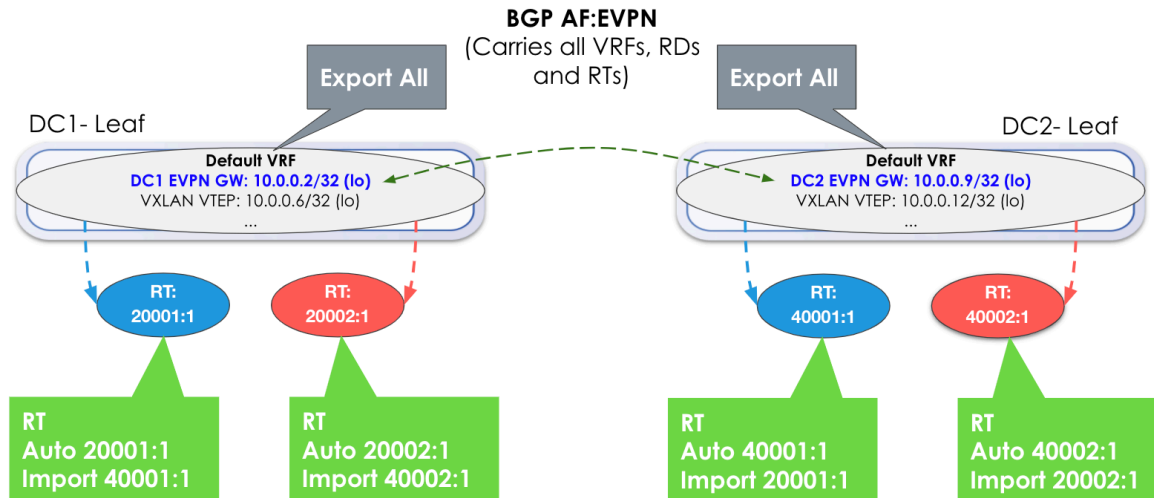 BGP AF:EVPN
(Carries all VRFs, RDs
and RTs)
Export All
Export All
DC1- Leaf
DC2- Leaf
Default VRF
DC1 EVPN GW: 10.0.0.2/32 (lo)
VXLAN VTEP: 10.0.0.6/32 (lo)
...
Default VRF
DC2 EVPN GW: 10.0.0.9/32 (lo)
VXLAN VTEP: 10.0.0.12/32 (lo)
...
RT:
20001:1
RT:
20002:1
RT:
40001:1
RT:
40002:1
RT
Auto 20001:1
Import 40001:1
RT
Auto 20002:1
Import 40002:1
RT
Auto 40001:1
Import 20001:1
RT
Auto 40002:1
Import 20002:1